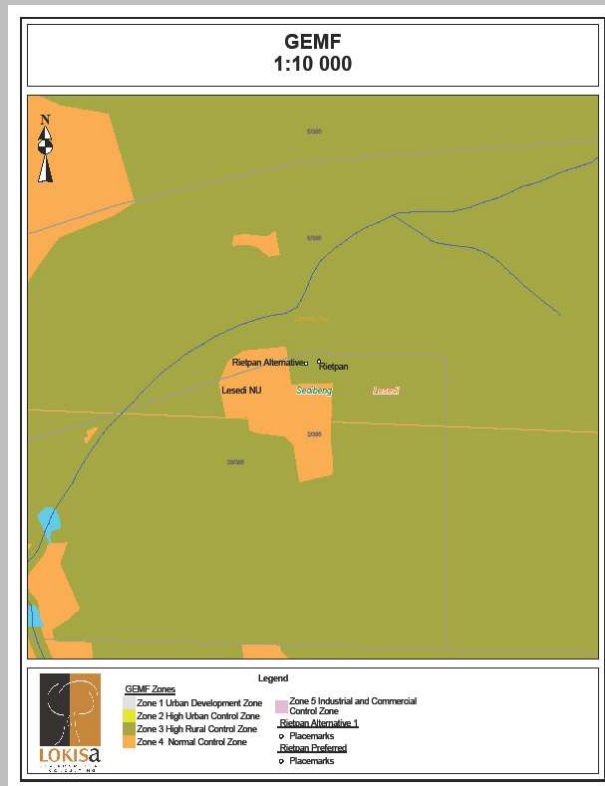 GEMF
1:10 000
N
Rietpan Alternative
Rietpan
Lesedi NU
Sedibeng
Lesedi
Legend
GEMF Zones
Zone 1 Urban Development Zone
Zone 2 High Urban Control Zone
Zone 3 High Rural Control Zone
Zone 4 Normal Control Zone
Zone 5 Industrial and Commercial
Control Zone
Rietpan Alternative 1
Placemarks
Rietpan Preferred
Placemarks
LOKISa